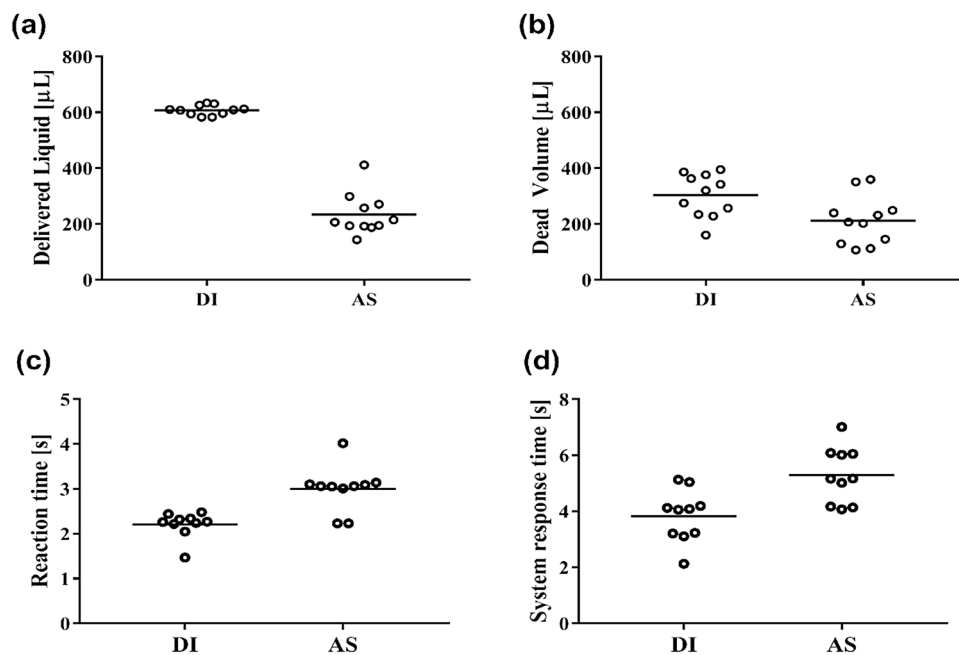 (a)
Delivered Liquid [µL]
800
600
400
200
0
DI AS
(b)
Dead Volume [µL]
800
600
400
200
0
DI AS
(c)
Reaction time [s]
5
4
3
2
1
0
DI AS
(d)
System response time [s]
8
6
4
2
0
DI AS